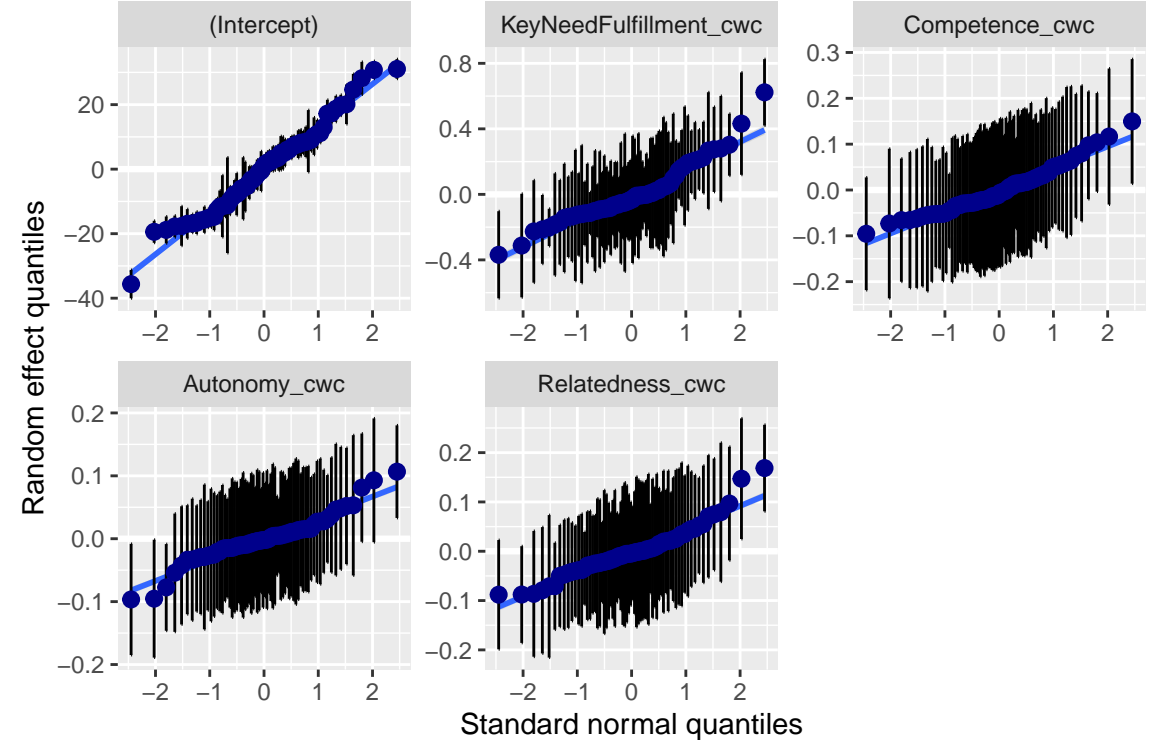 (Intercept) KeyNeedFulfillment_cwc Competence_cwc
20
0
−20
−40
−2 −1 0 1 2
0.8
0.4
0.0
−0.4
−2 −1 0 1 2
0.3
0.2
0.1
0.0
−0.1
−0.2
−2 −1 0 1 2
Autonomy_cwc Relatedness_cwc
0.2
0.1
0.0
−0.1
−0.2
−2 −1 0 1 2
0.2
0.1
0.0
−0.1
−0.2
−2 −1 0 1 2
Random effect quantiles
Standard normal quantiles